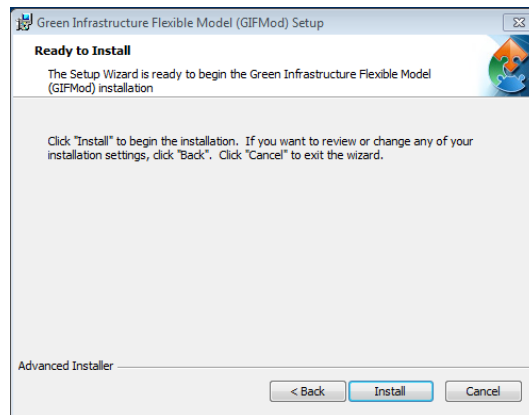 Green Infrastructure Flexible Model (GIFMod) Setup
Ready to Install
The Setup Wizard is ready to begin the Green Infrastructure Flexible Model
(GIFMod) installation
Click "Install" to begin the installation. If you want to review or change any of your
installation settings, click "Back". Click "Cancel" to exit the wizard.
Advanced Installer
< Back Install Cancel